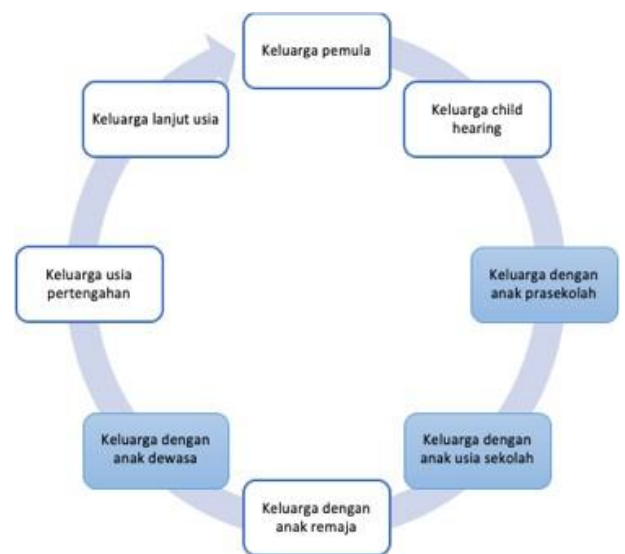 Keluarga pemula
Keluarga child
hearing
Keluarga dengan
anak prasekolah
Keluarga dengan
anak usia sekolah
Keluarga dengan
anak remaja
Keluarga dengan
anak dewasa
Keluarga usia
pertengahan
Keluarga lanjut usia